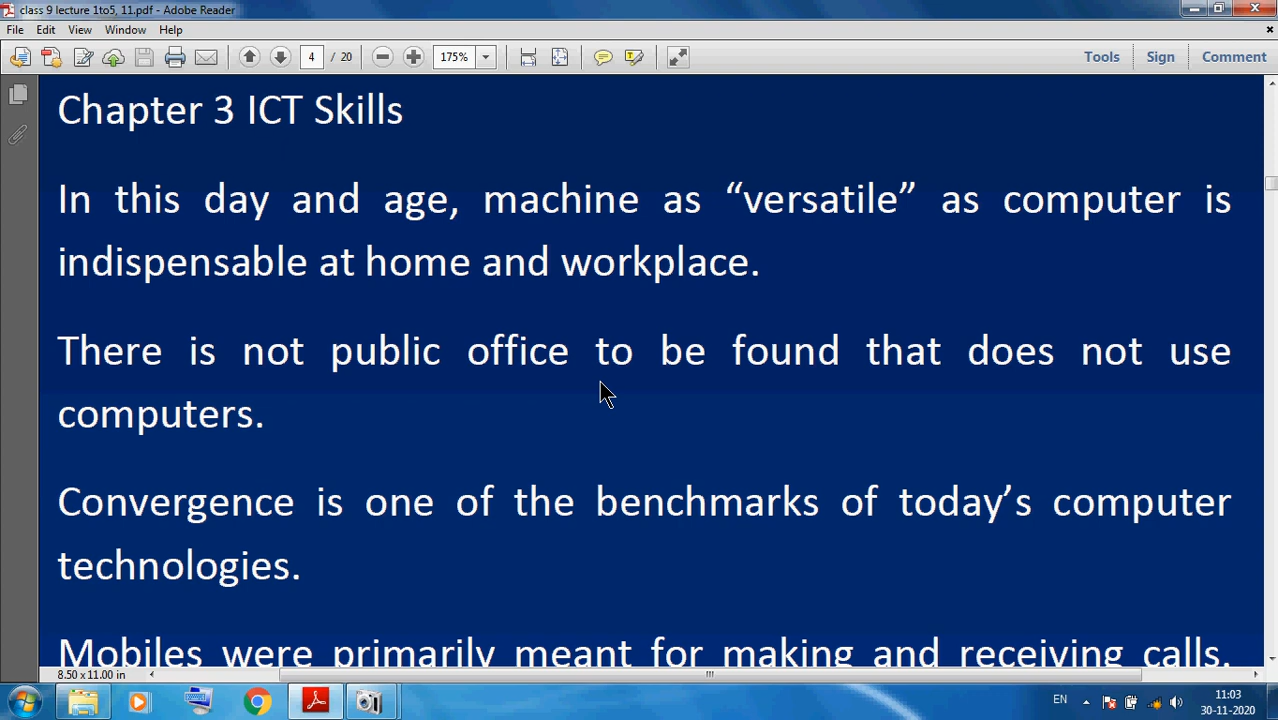 class 9 lecture 1to5, 11.pdf - Adobe Reader
File Edit View Window Help
4 / 20 175% Tools Sign Comment
Chapter 3 ICT Skills
In this day and age, machine as “versatile” as computer is
indispensable at home and workplace.
There is not public office to be found that does not use
computers.
Convergence is one of the benchmarks of today’s computer
technologies.
Mobiles were primarily meant for making and receiving calls.
8.50 x 11.00 in
EN 11:03
30-11-2020